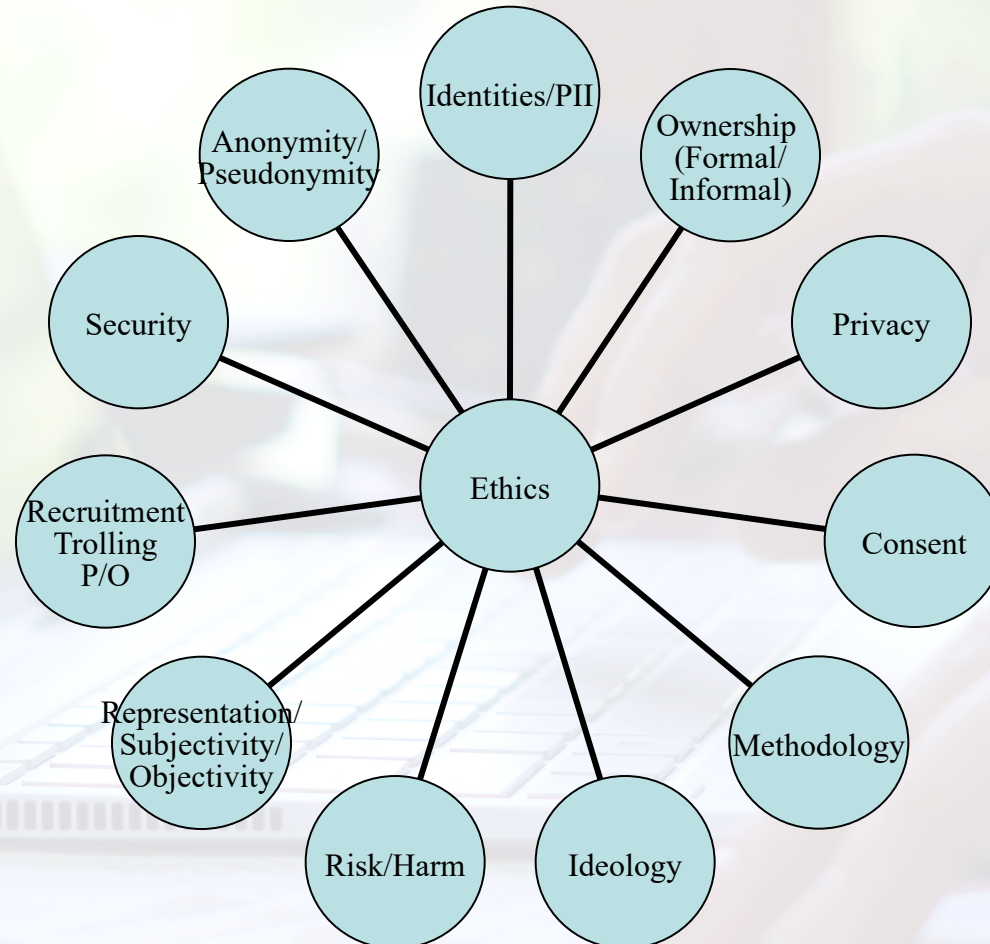 Identities/PII
Ownership
(Formal/
Informal)
Privacy
Consent
Methodology
Ideology
Risk/Harm
Representation/
Subjectivity/
Objectivity
Recruitment
Trolling
P/O
Security
Anonymity/
Pseudonymity
Ethics